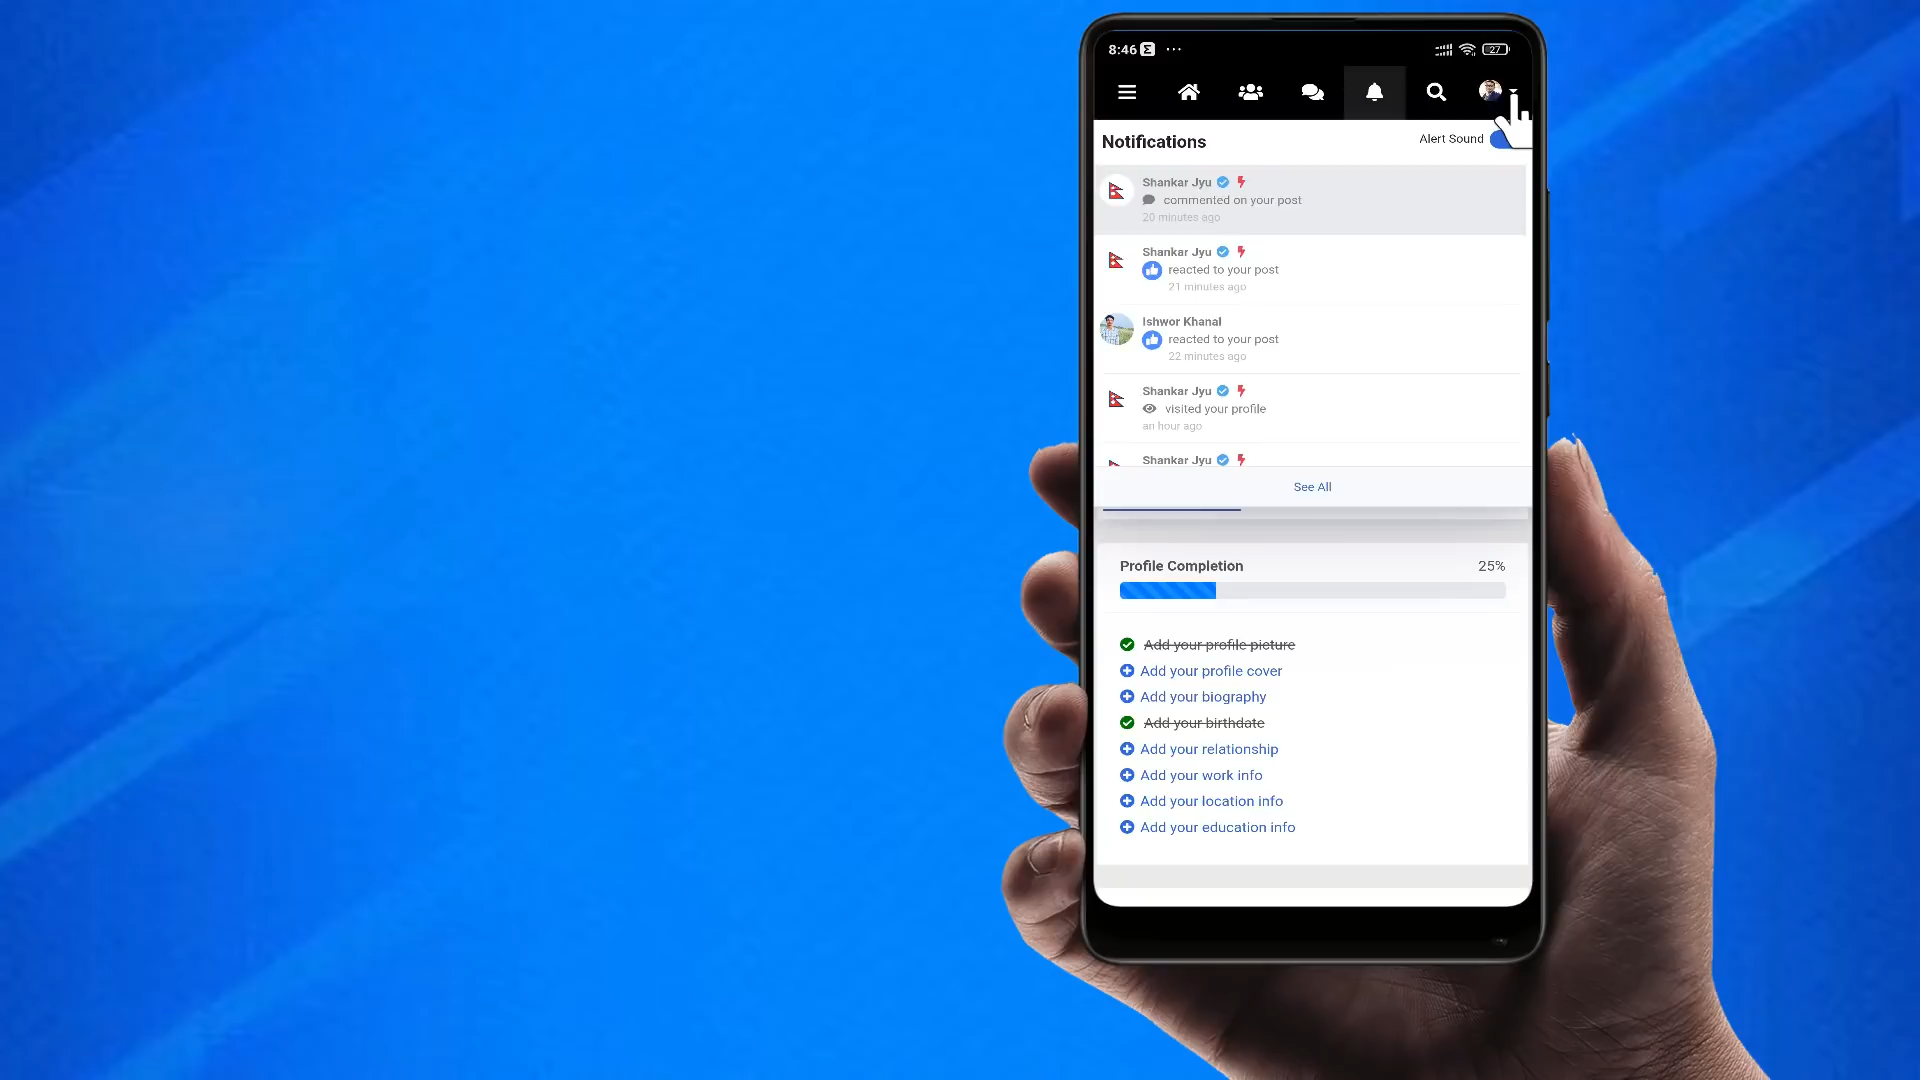 8:46 Σ ... 27
Notifications Alert Sound
Shankar Jyu
commented on your post
20 minutes ago
Shankar Jyu
reacted to your post
21 minutes ago
Ishwor Khanal
reacted to your post
22 minutes ago
Shankar Jyu
visited your profile
an hour ago
Shankar Jyu
See All
Profile Completion 25%
Add your profile picture
Add your profile cover
Add your biography
Add your birthdate
Add your relationship
Add your work info
Add your location info
Add your education info